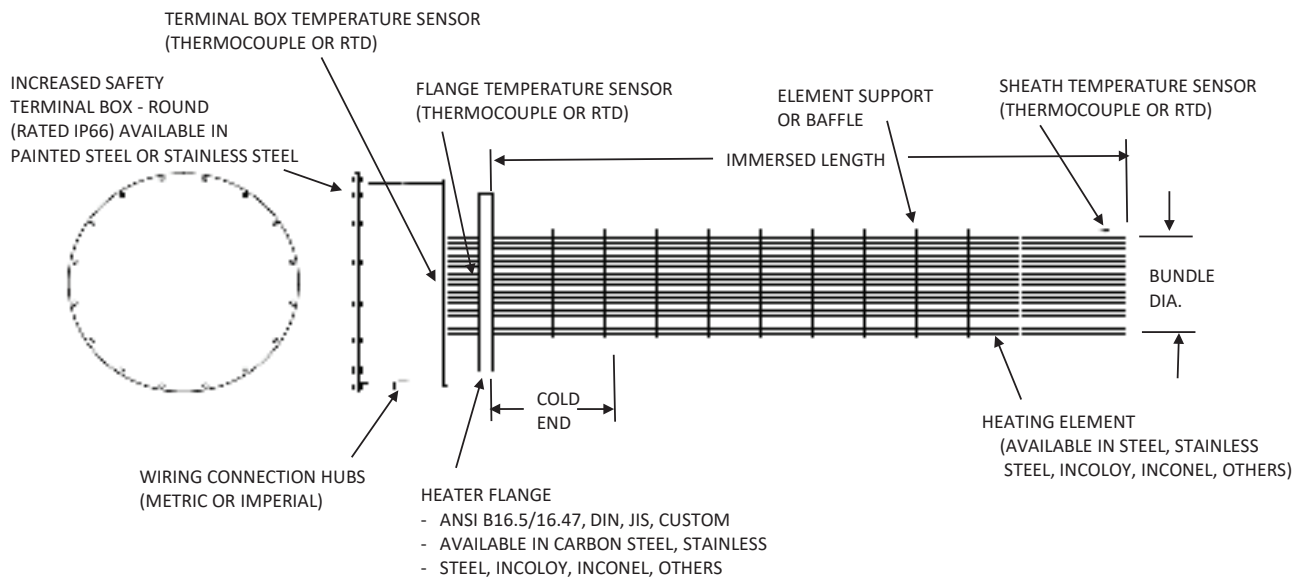 TERMINAL BOX TEMPERATURE SENSOR
(THERMOCOUPLE OR RTD)
INCREASED SAFETY
TERMINAL BOX - ROUND
(RATED IP66) AVAILABLE IN
PAINTED STEEL OR STAINLESS STEEL
FLANGE TEMPERATURE SENSOR
(THERMOCOUPLE OR RTD)
ELEMENT SUPPORT
OR BAFFLE
SHEATH TEMPERATURE SENSOR
(THERMOCOUPLE OR RTD)
IMMERSED LENGTH
BUNDLE
DIA.
COLD
END
HEATING ELEMENT
(AVAILABLE IN STEEL, STAINLESS
STEEL, INCOLOY, INCONEL, OTHERS)
WIRING CONNECTION HUBS
(METRIC OR IMPERIAL)
HEATER FLANGE
- ANSI B16.5/16.47, DIN, JIS, CUSTOM
- AVAILABLE IN CARBON STEEL, STAINLESS
- STEEL, INCOLOY, INCONEL, OTHERS